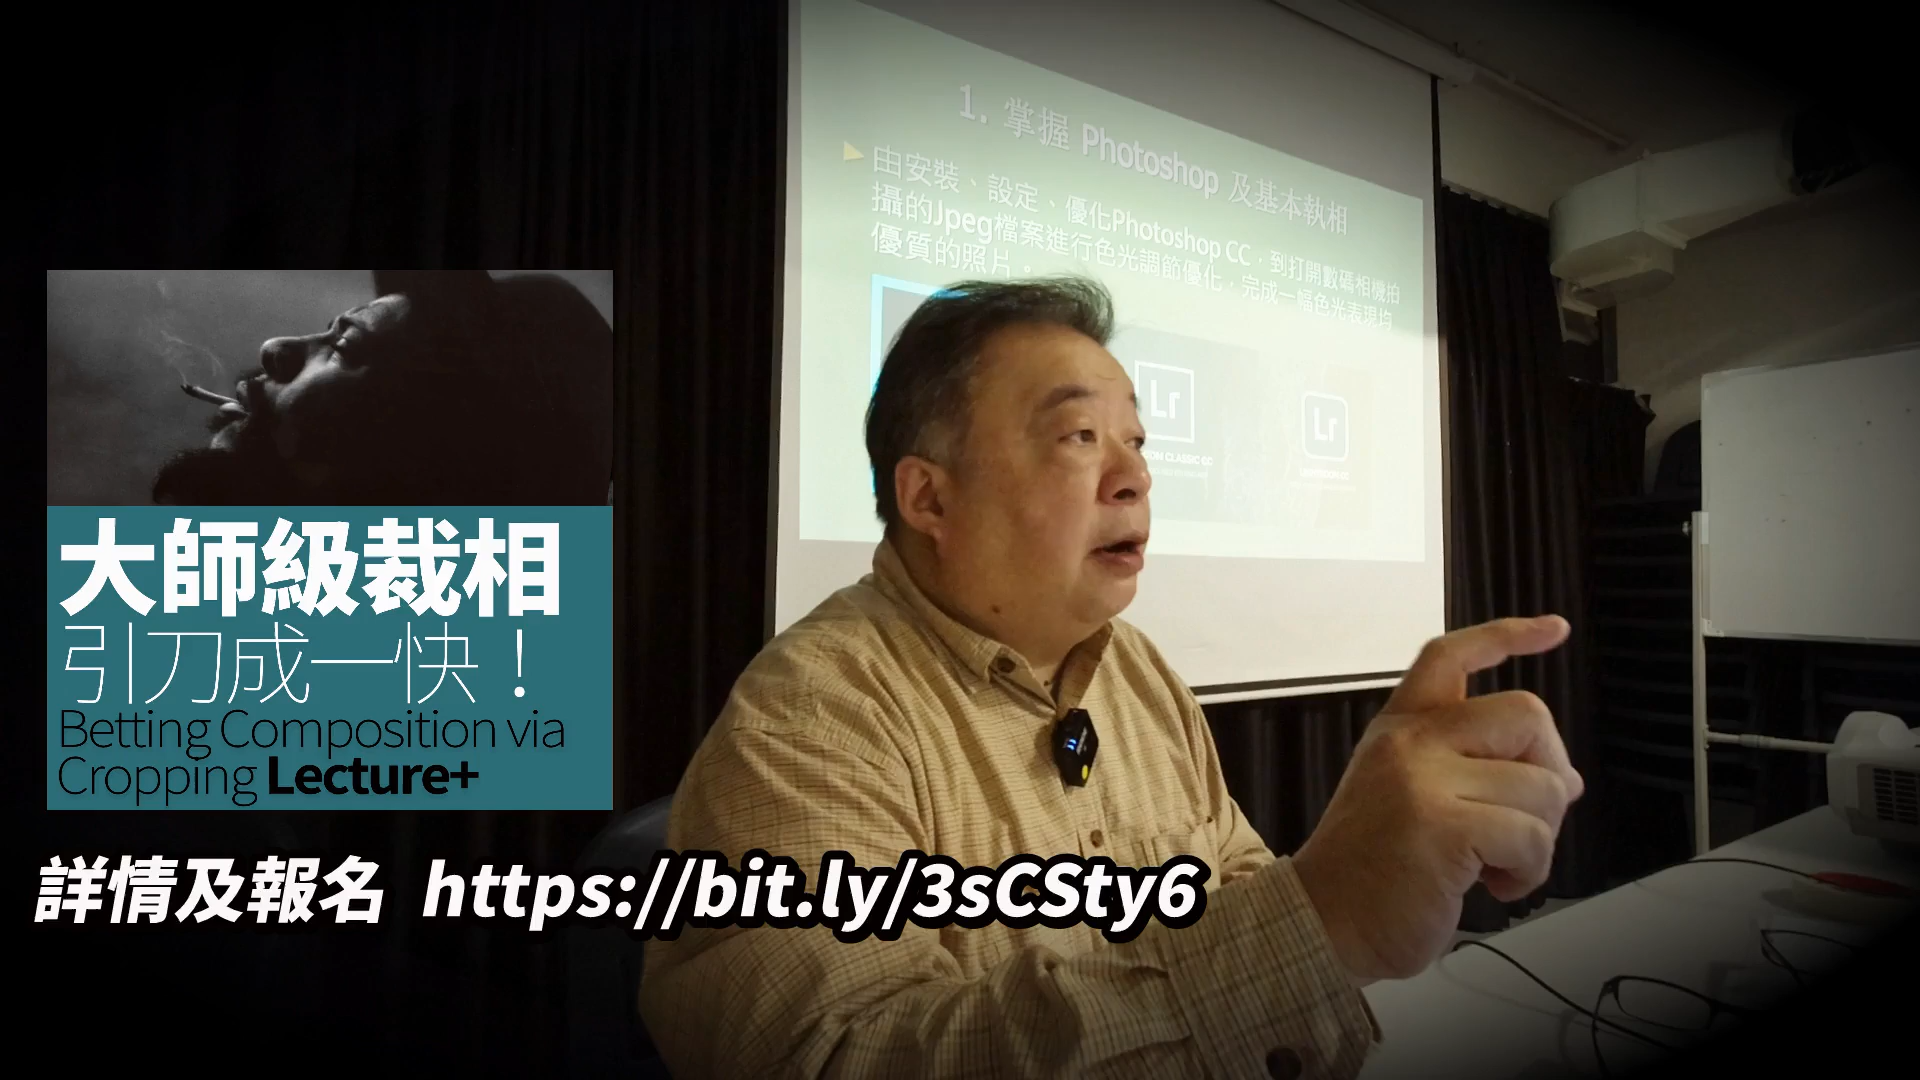 1. 掌握 Photoshop 及基本執相
由安裝、設定、優化Photoshop CC，到打開數碼相機拍
攝的Jpeg檔案進行色光調節優化，完成一幅色光表現均
優質的照片。
Lr
CLASSIC CC
Lr
大師級裁相
引刀成一快！
Betting Composition via
Cropping Lecture+
詳情及報名 https://bit.ly/3sCSty6